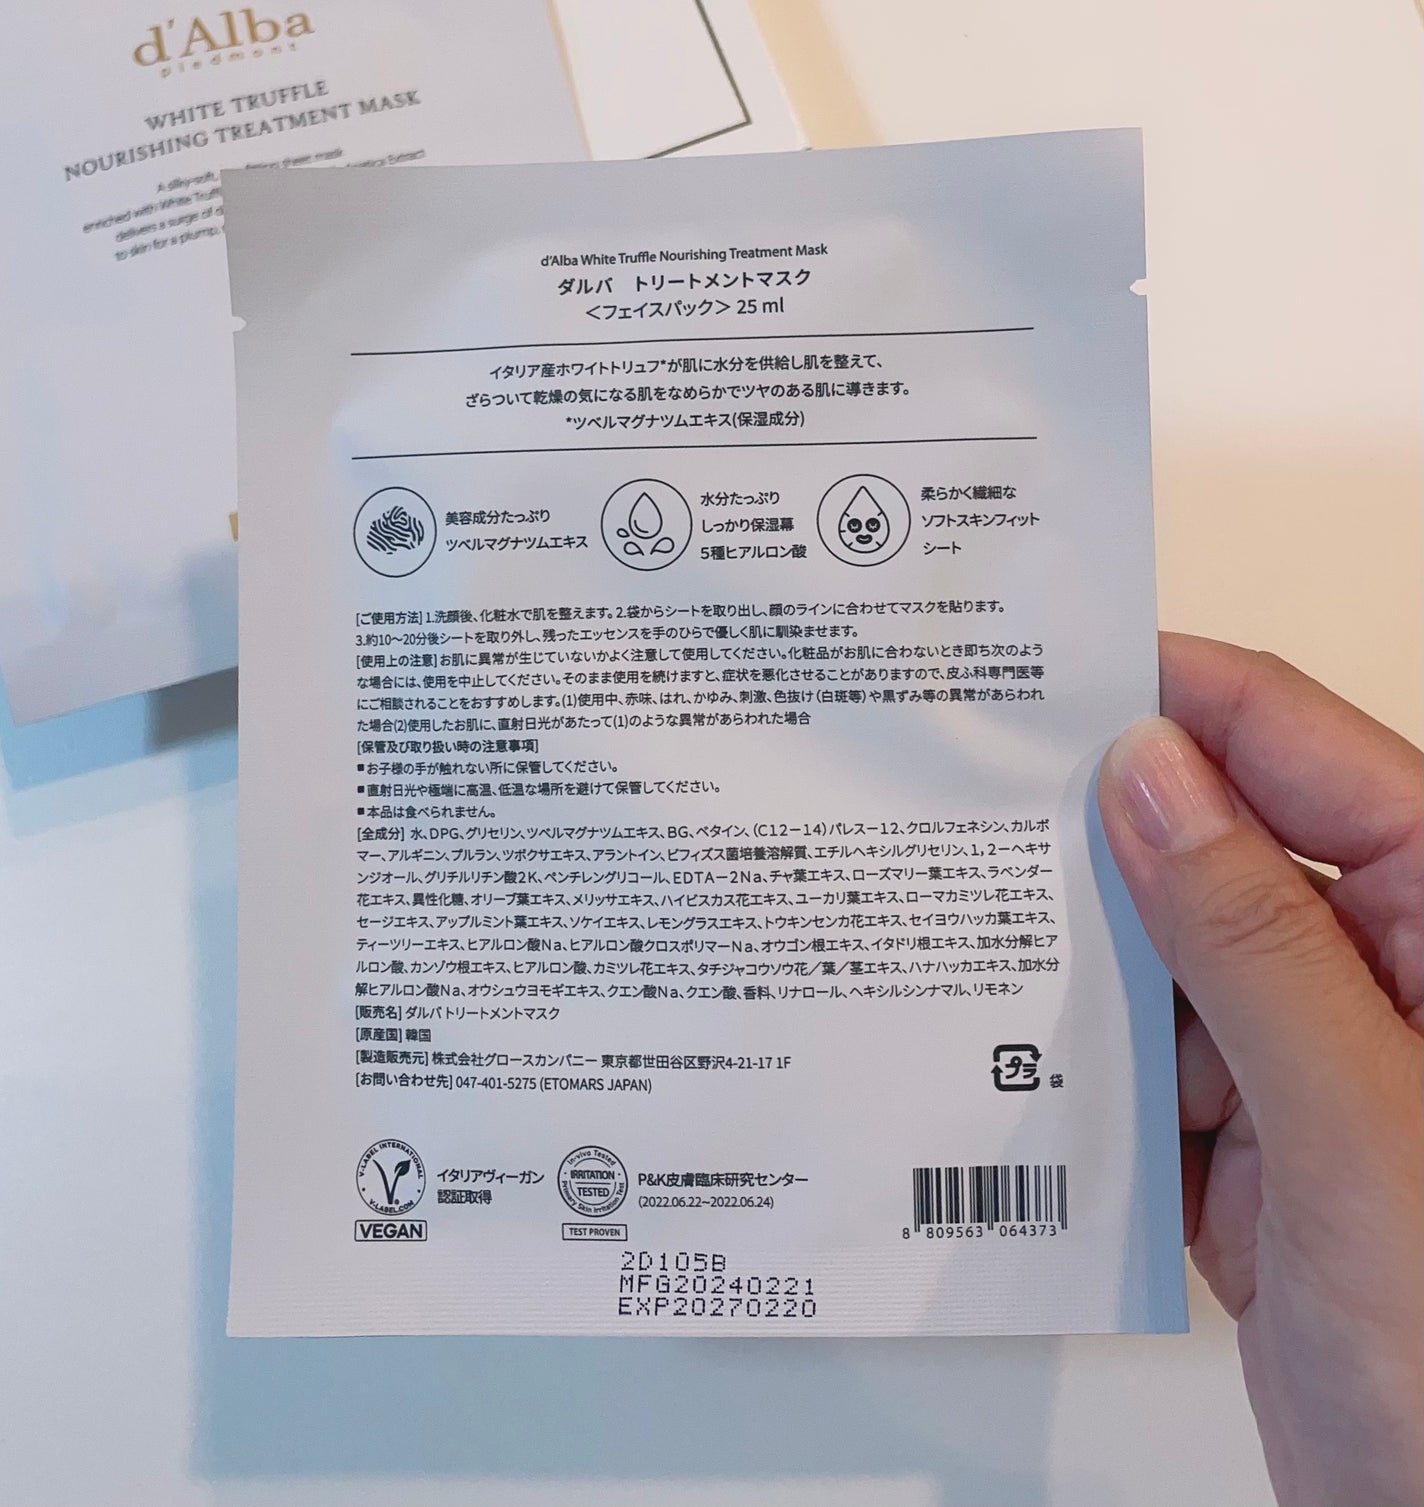 d'Alba
piedmont
WHITE TRUFFLE
NOURISHING TREATMENT MASK
A silky-soft, fitting sheet mask
enriched with White Truffle Extract
delivers a surge of
to skin for a plump,
d'Alba White Truffle Nourishing Treatment Mask
ダルバ　トリートメントマスク
＜フェイスパック＞ 25 ml
イタリア産ホワイトトリュフ*が肌に水分を供給し肌を整えて、
ざらついて乾燥の気になる肌をなめらかでツヤのある肌に導きます。
*ツベルマグナツムエキス(保湿成分)
美容成分たっぷり
ツベルマグナツムエキス
水分たっぷり
しっかり保湿幕
5種ヒアルロン酸
柔らかく繊細な
ソフトスキンフィット
シート
[ご使用方法] 1.洗顔後、化粧水で肌を整えます。2.袋からシートを取り出し、顔のラインに合わせてマスクを貼ります。
3.約10～20分後シートを取り外し、残ったエッセンスを手のひらで優しく肌に馴染ませます。
[使用上の注意] お肌に異常が生じていないかよく注意して使用してください。化粧品がお肌に合わないとき即ち次のよう
な場合には、使用を中止してください。そのまま使用を続けますと、症状を悪化させることがありますので、皮ふ科専門医等
にご相談されることをおすすめします。(1)使用中、赤味、はれ、かゆみ、刺激、色抜け（白斑等）や黒ずみ等の異常があらわれ
た場合(2)使用したお肌に、直射日光があたって(1)のような異常があらわれた場合
[保管及び取り扱い時の注意事項]
■お子様の手が触れない所に保管してください。
■直射日光や極端に高温、低温な場所を避けて保管してください。
■本品は食べられません。
[全成分] 水、DPG、グリセリン、ツベルマグナツムエキス、BG、ベタイン、（C12－14）パレス－12、クロルフェネシン、カルボ
マー、アルギニン、プルラン、ツボクサエキス、アラントイン、ビフィズス菌培養溶解質、エチルヘキシルグリセリン、1，2－ヘキサ
ンジオール、グリチルリチン酸2K、ペンチレングリコール、EDTA－2Na、チャ葉エキス、ローズマリー葉エキス、ラベンダー
花エキス、異性化糖、オリーブ葉エキス、メリッサエキス、ハイビスカス花エキス、ユーカリ葉エキス、ローマカミツレ花エキス、
セージエキス、アップルミント葉エキス、ソケイエキス、レモングラスエキス、トウキンセンカ花エキス、セイヨウハッカ葉エキス、
ティーツリーエキス、ヒアルロン酸Na、ヒアルロン酸クロスポリマーNa、オウゴン根エキス、イタドリ根エキス、加水分解ヒア
ルロン酸、カンゾウ根エキス、ヒアルロン酸、カミツレ花エキス、タチジャコウソウ花／葉／茎エキス、ハナハッカエキス、加水分
解ヒアルロン酸Na、オウシュウヨモギエキス、クエン酸Na、クエン酸、香料、リナロール、ヘキシルシンナマル、リモネン
[販売名] ダルバトリートメントマスク
[原産国] 韓国
[製造販売元] 株式会社グロースカンパニー 東京都世田谷区野沢4-21-17 1F
[お問い合わせ先] 047-401-5275 (ETOMARS JAPAN)
プラ
袋
V-LABEL INTERNATIONAL
V-LABEL.COM
VEGAN
イタリアヴィーガン
認証取得
In-vivo Tested
IRRITATION
TESTED
Primary Skin Irritation Test
TEST PROVEN
P&K皮膚臨床研究センター
(2022.06.22~2022.06.24)
8 809563 064373
2D105B
MFG20240221
EXP20270220